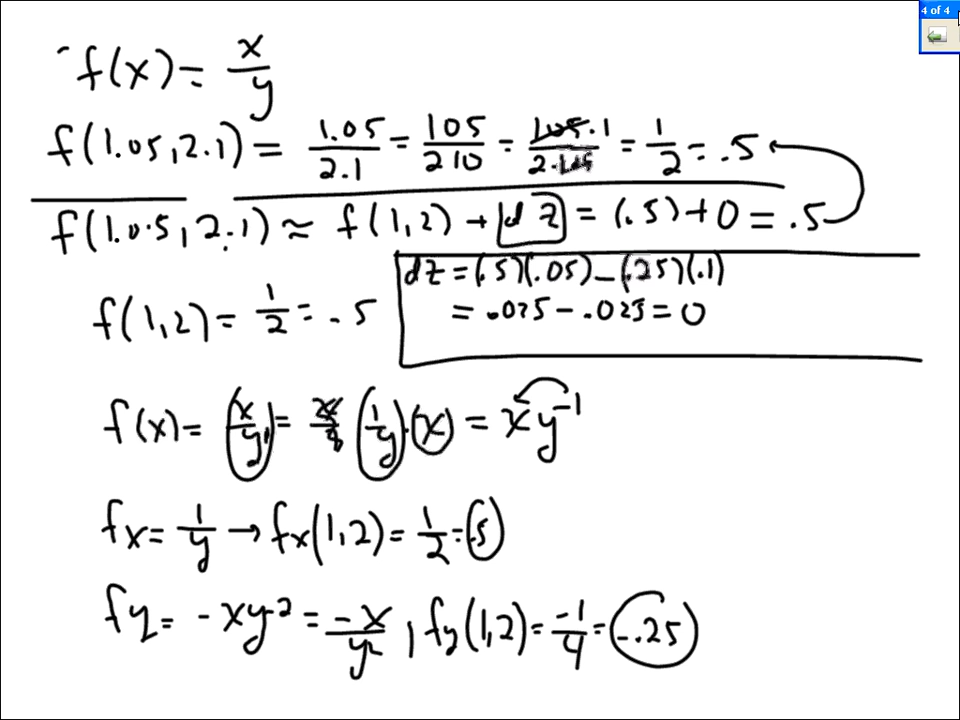 4 of 4
f(x) = x/y
f(1.05,2.1) = 1.05/2.1 = 105/210 = 105·1/2·105 = 1/2 = .5
f(1.05,2.1) ≈ f(1,2) + dz = (.5)+0 = .5
dz = (.5)(.05) - (.25)(.1)
= .025 - .025 = 0
f(1,2) = 1/2 = .5
f(x) = (x/y) = (1/y)·(x) = xy⁻¹
fx = 1/y → fx(1,2) = 1/2 = .5
fy = -xy⁻² = -x/y², fy(1,2) = -1/4 = -.25